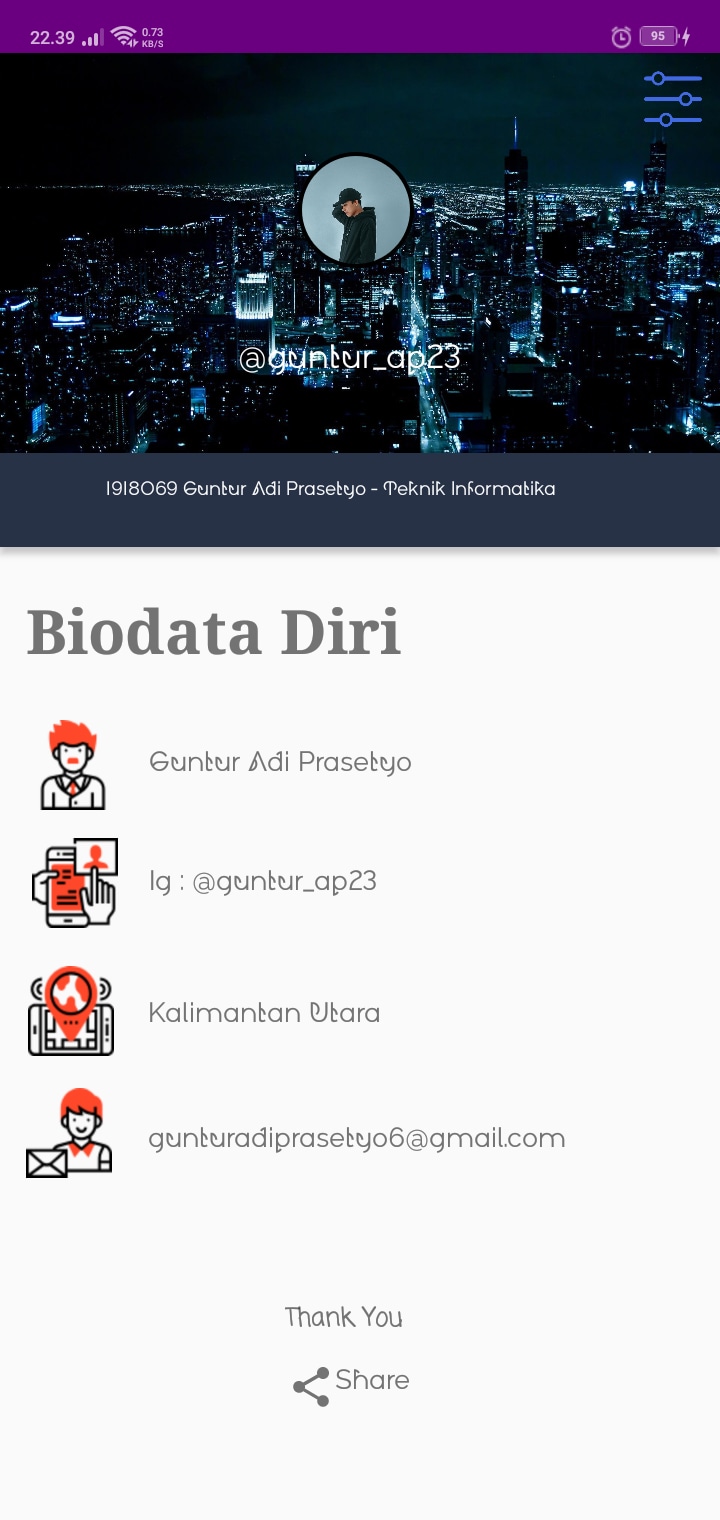 22.39
0.73
KB/S
95
@guntur_ap23
1918069 Guntur Adi Prasetyo - Teknik Informatika
Biodata Diri
Guntur Adi Prasetyo
Ig : @guntur_ap23
Kalimantan Utara
gunturadiprasetyo6@gmail.com
Thank You
Share